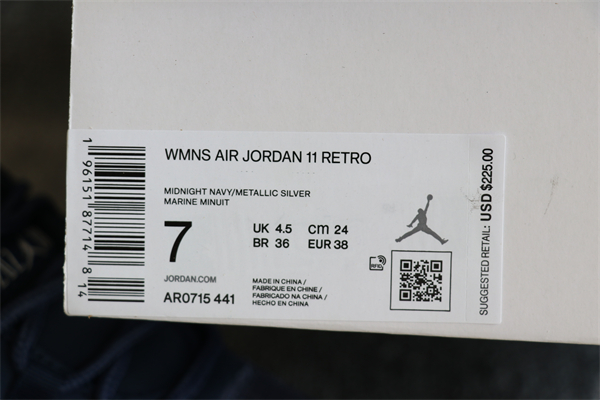 WMNS AIR JORDAN 11 RETRO
MIDNIGHT NAVY/METALLIC SILVER
MARINE MINUIT
7
UK 4.5 cm 24
BR 36 EUR 38
JORDAN.COM
AR0715 441
MADE IN CHINA /
FABRIQUE EN CHINE /
FABRICADO NA CHINA /
HECHO EN CHINA
RFID
SUGGESTED RETAIL: USD $225.00
1 96151 87714 8 14